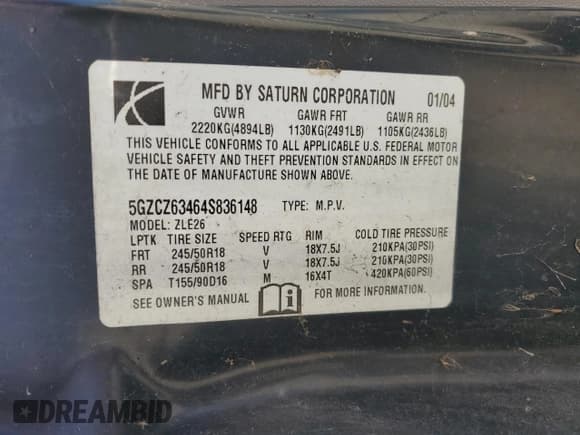 MFD BY SATURN CORPORATION 01/04
GVWR GAWR FRT GAWR RR
2220KG(4894LB) 1130KG(2491LB) 1105KG(2436LB)
THIS VEHICLE CONFORMS TO ALL APPLICABLE U.S. FEDERAL MOTOR
VEHICLE SAFETY AND THEFT PREVENTION STANDARDS IN EFFECT ON
THE DATE OF MANUFACTURE SHOWN ABOVE.
5GZCZ63464S836148 TYPE: M.P.V.
MODEL: ZLE26
LPTK TIRE SIZE SPEED RTG RIM COLD TIRE PRESSURE
FRT 245/50R18 V 18X7.5J 210KPA(30PSI)
RR 245/50R18 V 18X7.5J 210KPA(30PSI)
SPA T155/90D16 M 16X4T 420KPA(60PSI)
SEE OWNER'S MANUAL i FOR MORE INFORMATION.
DREAMBID